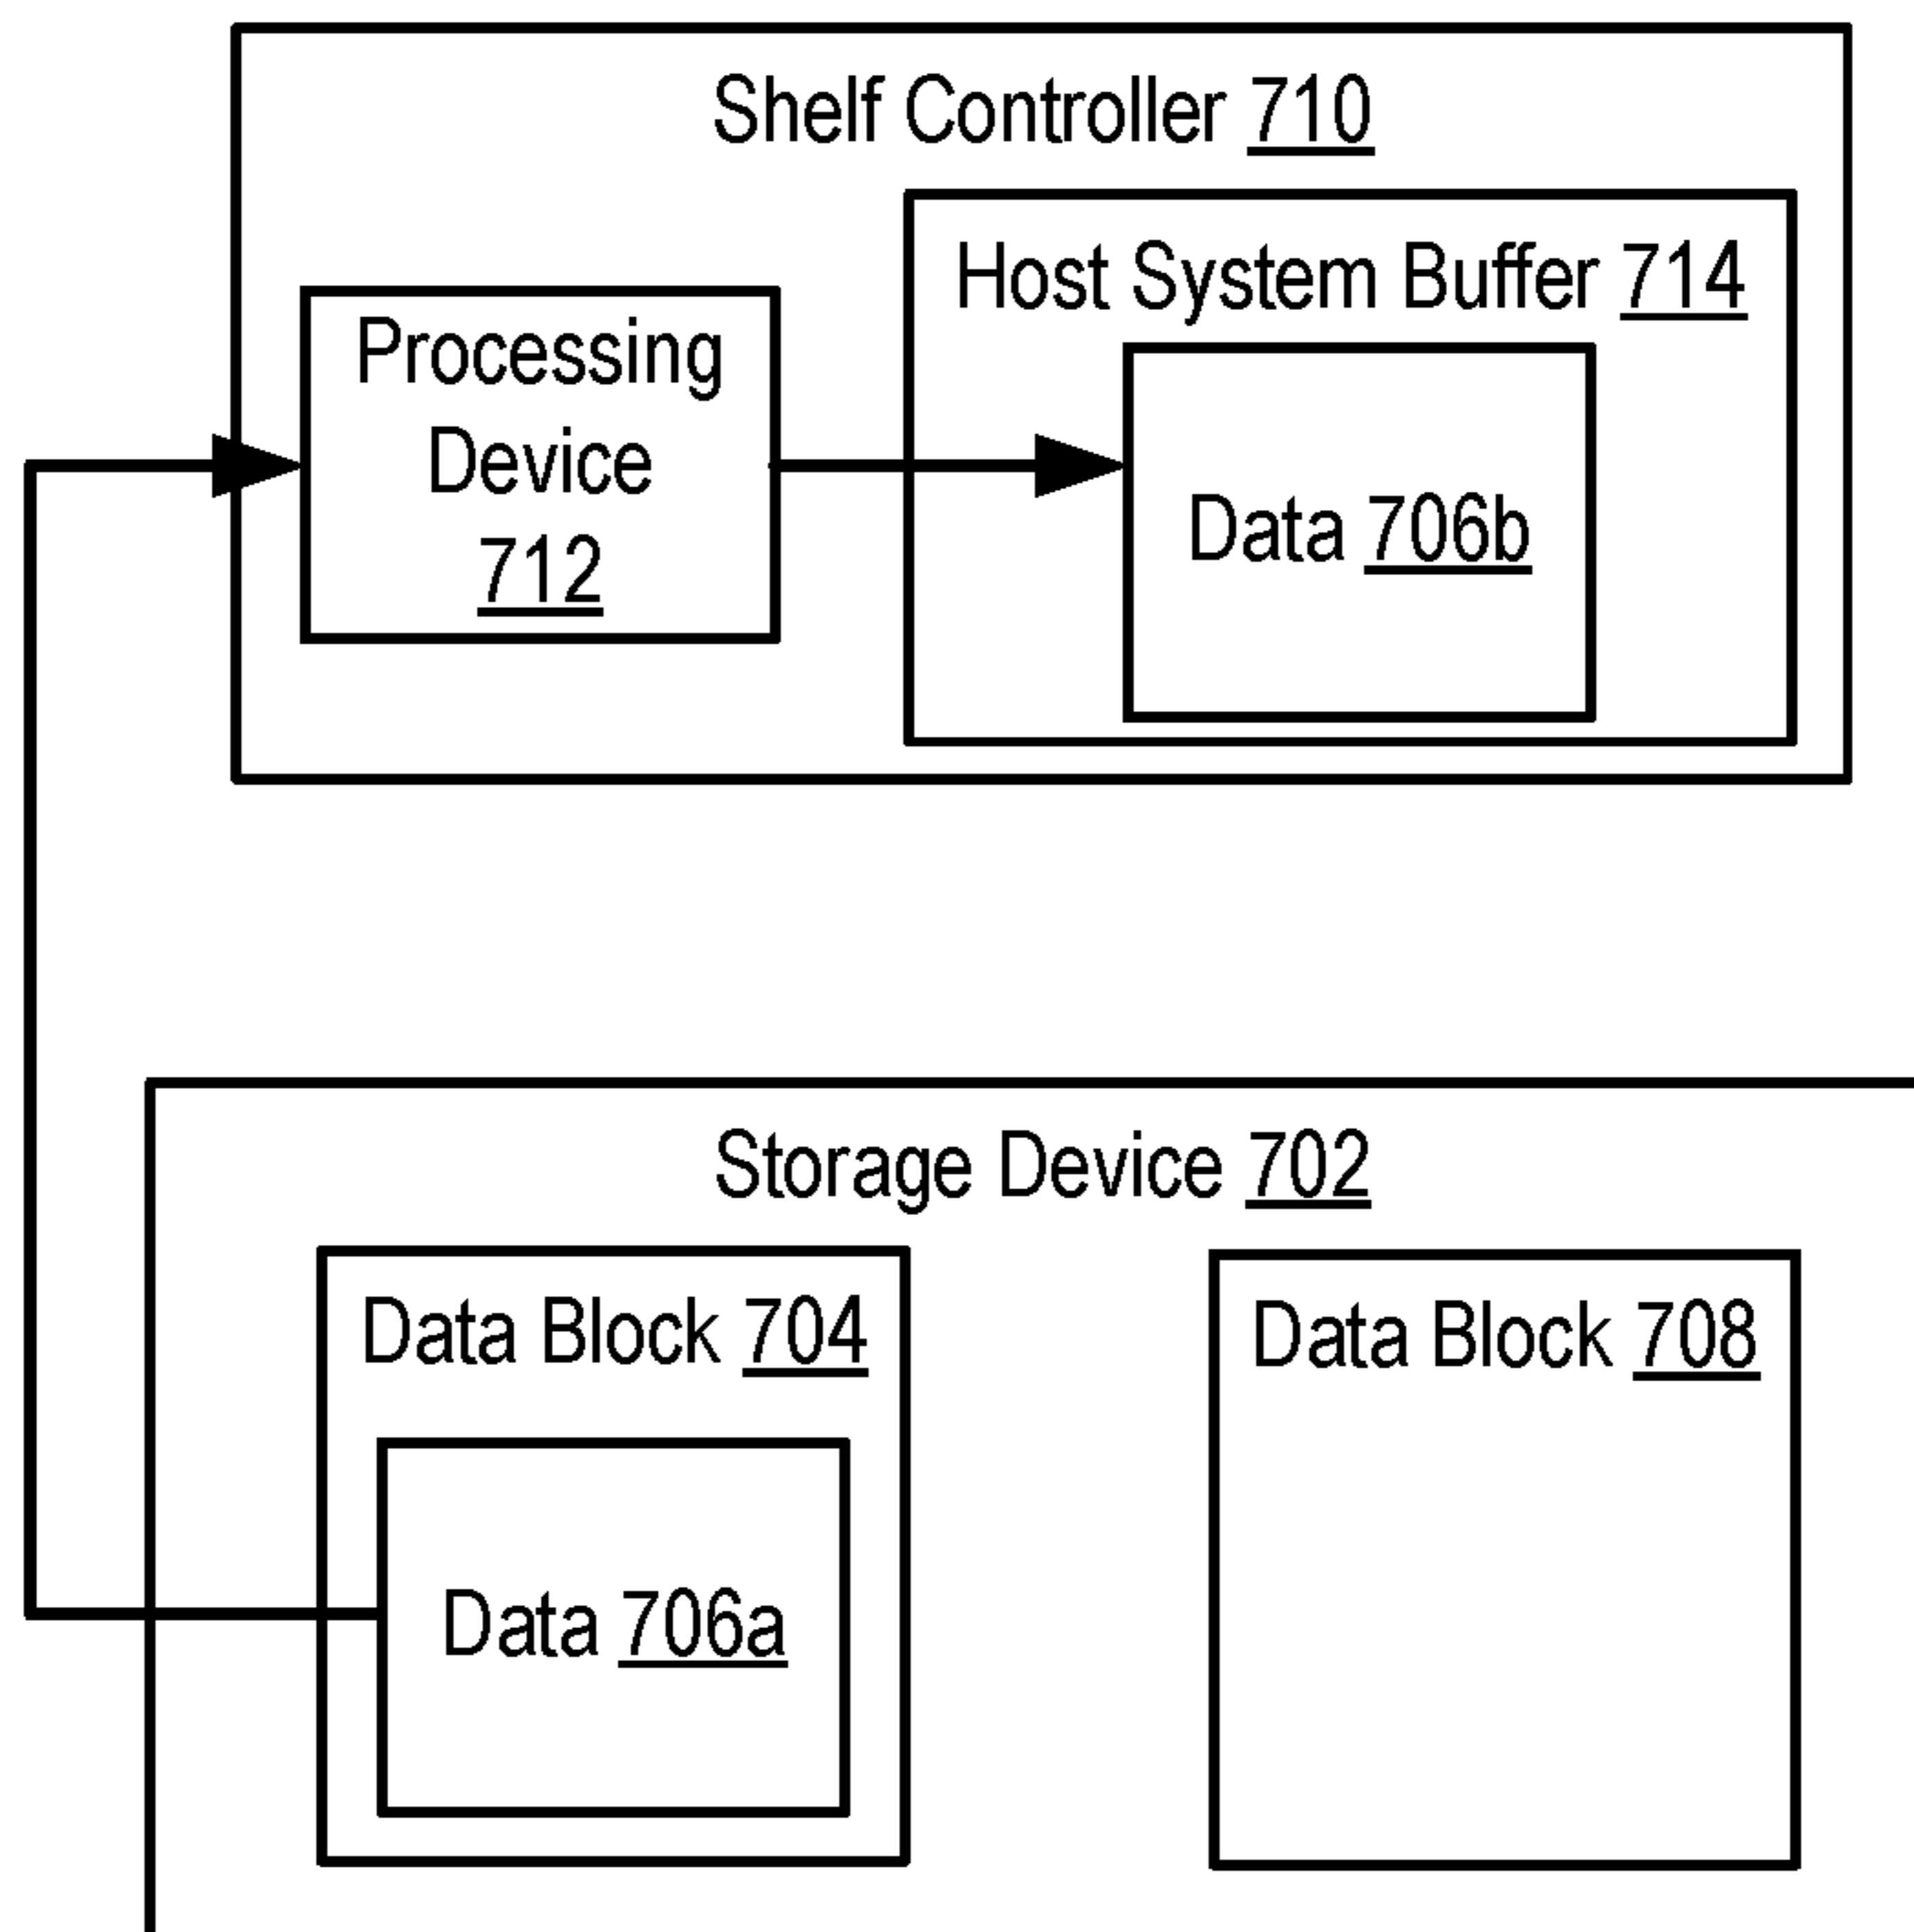 Shelf Controller 710
Host System Buffer 714
Processing
Device
712
Data 706b
Storage Device 702
Data Block 704
Data Block 708
Data 706a